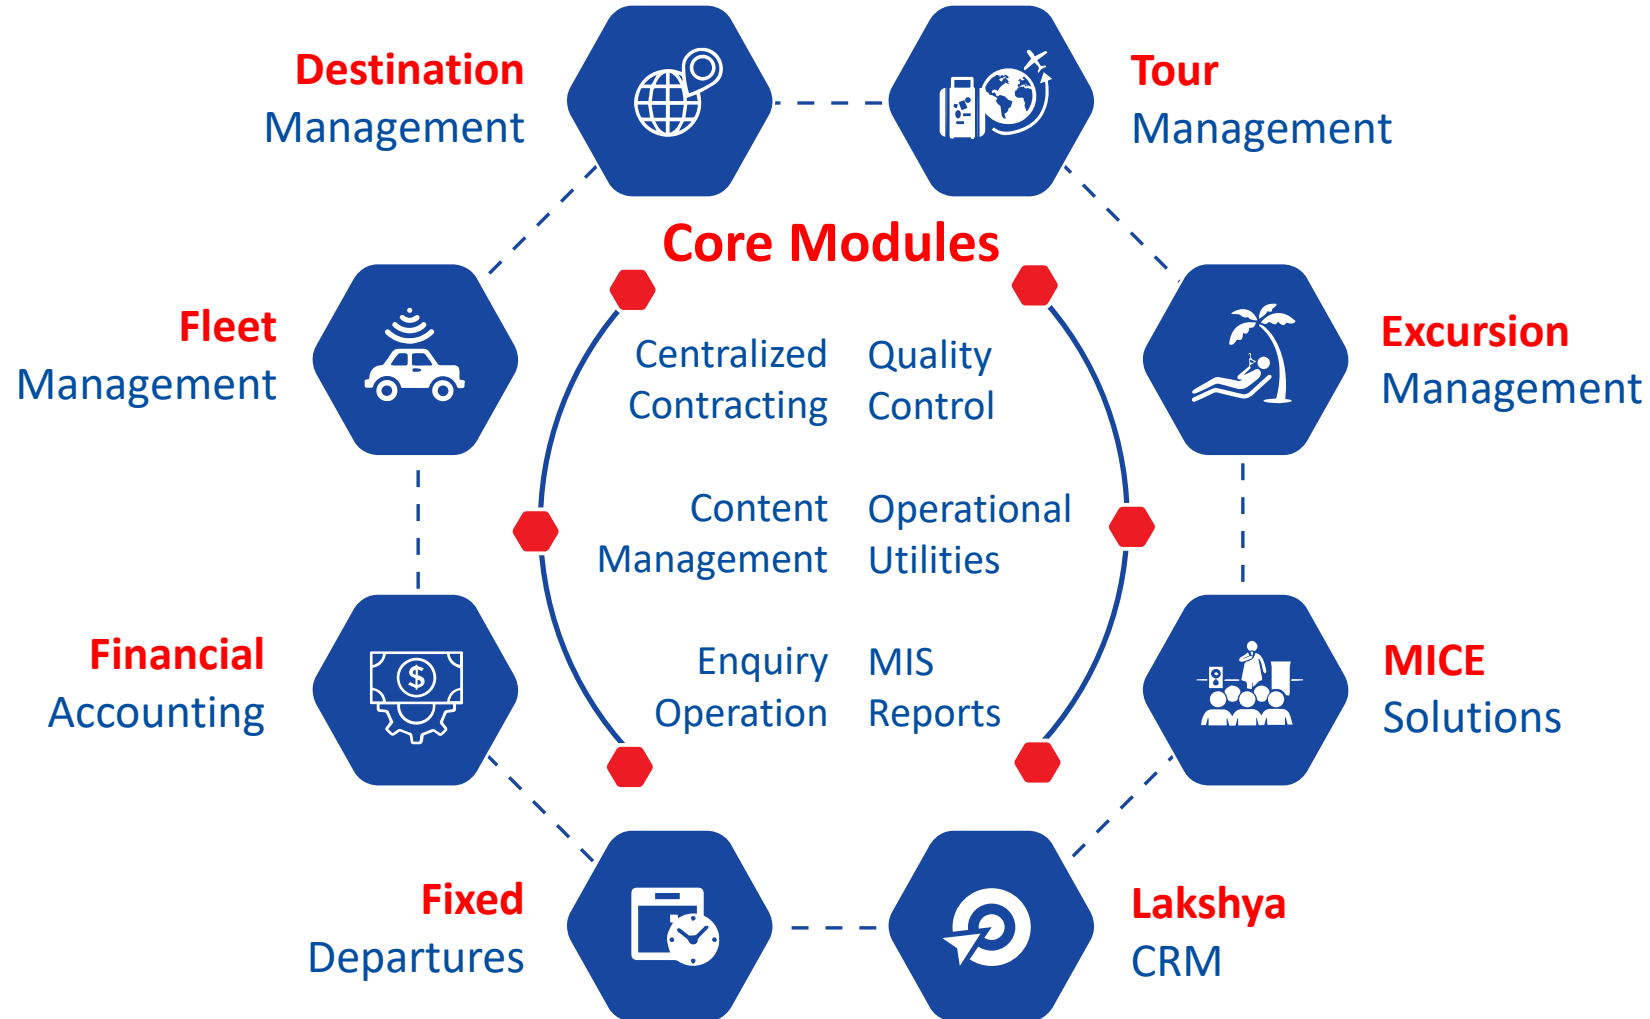 Destination
Management
Tour
Management
Core Modules
Fleet
Management
Excursion
Management
Centralized
Contracting
Quality
Control
Content
Management
Operational
Utilities
Enquiry
Operation
MIS
Reports
Financial
Accounting
$
MICE
Solutions
Fixed
Departures
Lakshya
CRM